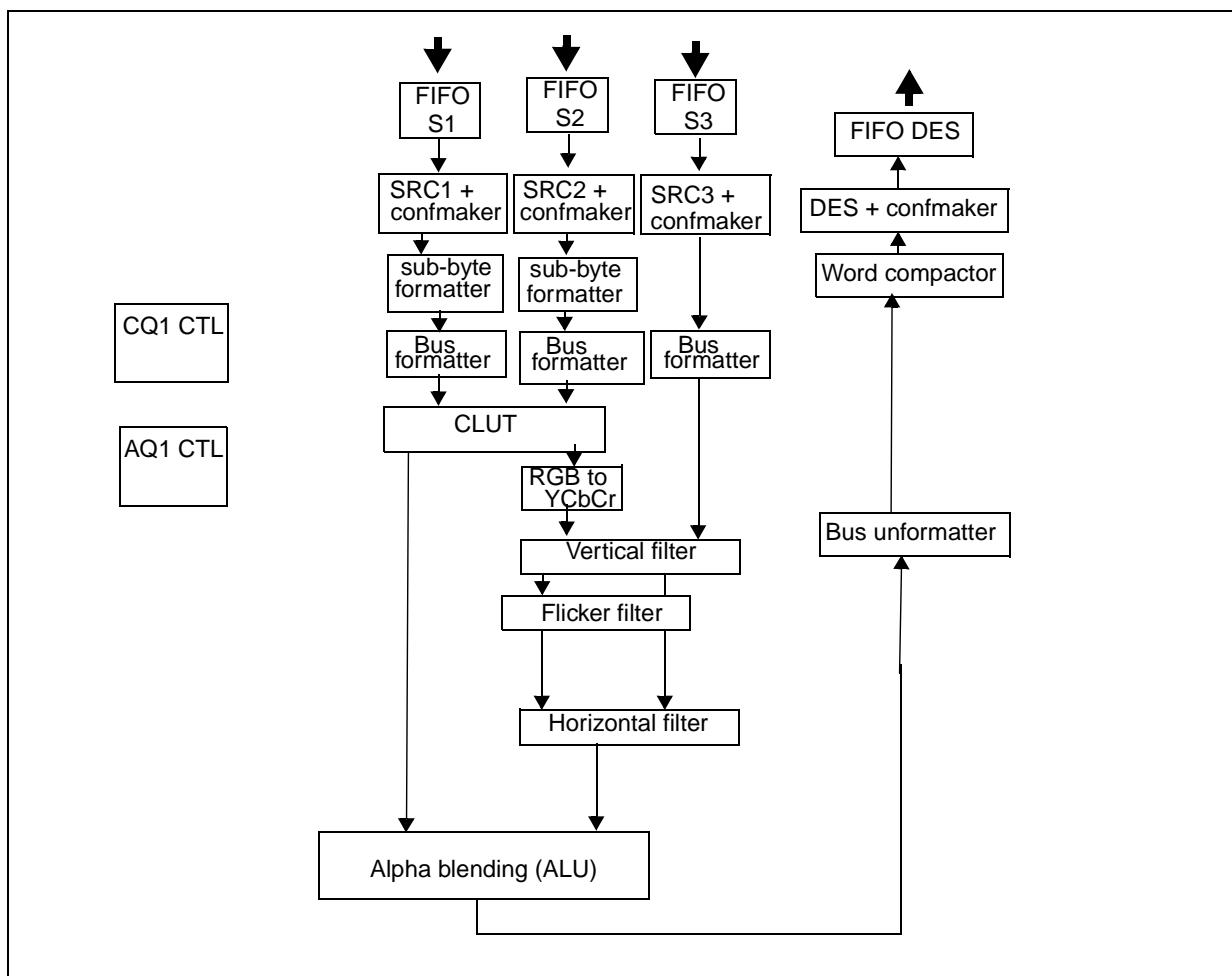 FIFO
S1
FIFO
S2
FIFO
S3
FIFO DES
SRC1 +
confmaker
SRC2 +
confmaker
SRC3 +
confmaker
DES + confmaker
sub-byte
formatter
sub-byte
formatter
Word compactor
CQ1 CTL
Bus
formatter
Bus
formatter
Bus
formatter
CLUT
AQ1 CTL
RGB to
YCbCr
Bus unformatter
Vertical filter
Flicker filter
Horizontal filter
Alpha blending (ALU)